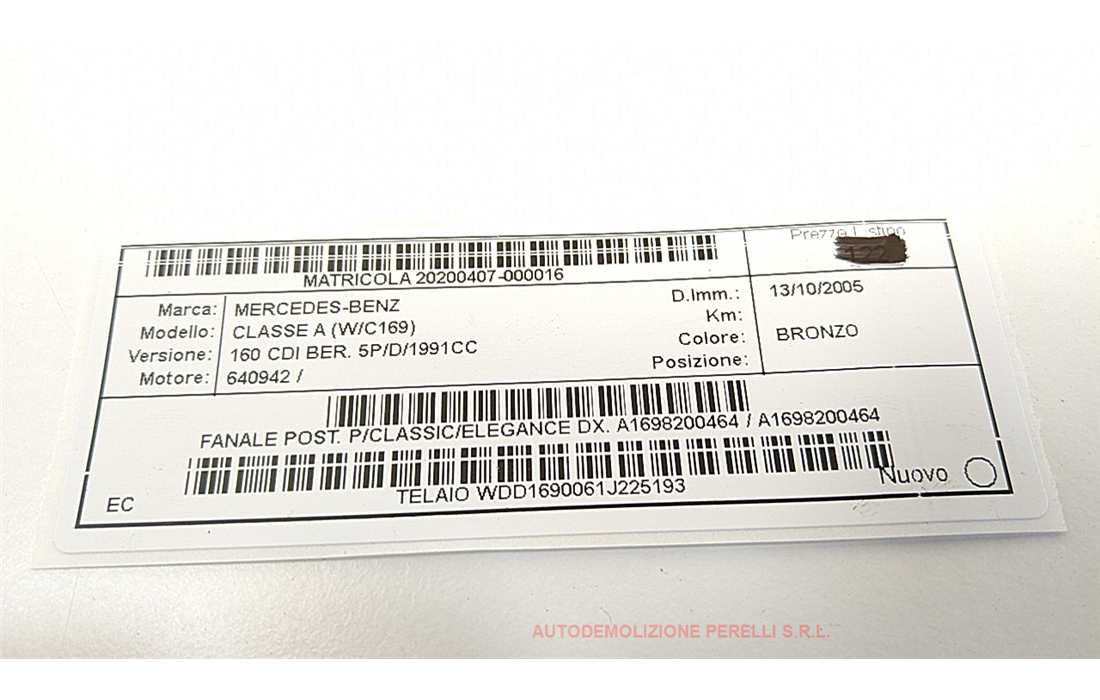 Prezzo Listino
MATRICOLA 20200407-000016
Marca: MERCEDES-BENZ
Modello: CLASSE A (W/C169)
Versione: 160 CDI BER. 5P/D/1991CC
Motore: 640942 /
D.Imm.: 13/10/2005
Km:
Colore: BRONZO
Posizione:
FANALE POST. P/CLASSIC/ELEGANCE DX. A1698200464 / A1698200464
TELAIO WDD1690061J225193
EC
Nuovo
AUTODEMOLIZIONE PERELLI S.R.L.